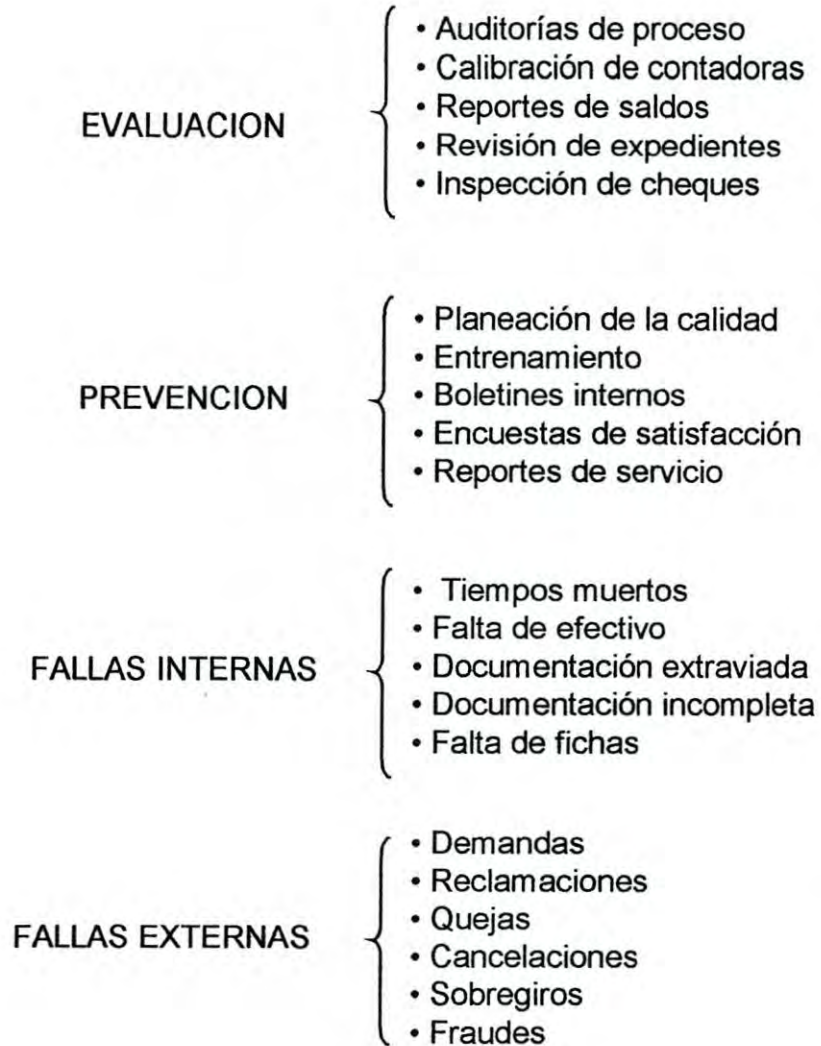 EVALUACION
• Auditorías de proceso
• Calibración de contadoras
• Reportes de saldos
• Revisión de expedientes
• Inspección de cheques
PREVENCION
• Planeación de la calidad
• Entrenamiento
• Boletines internos
• Encuestas de satisfacción
• Reportes de servicio
FALLAS INTERNAS
• Tiempos muertos
• Falta de efectivo
• Documentación extraviada
• Documentación incompleta
• Falta de fichas
FALLAS EXTERNAS
• Demandas
• Reclamaciones
• Quejas
• Cancelaciones
• Sobregiros
• Fraudes